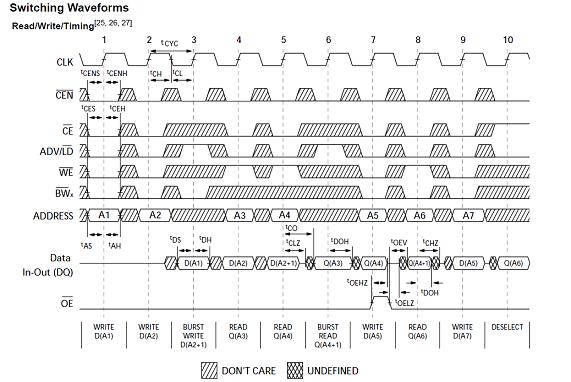 Switching Waveforms
Read/Write/Timing[25, 26, 27]
1 2 3 4 5 6 7 8 9 10
tCYC
CLK
tCENS tCENH tCH tCL
CEN
tCES tCEH
CE
ADV/LD
WE
BWx
ADDRESS A1 A2 A3 A4 A5 A6 A7
tAS tAH tDS tDH tCO tCLZ tDOH tOEV tCHZ
Data
In-Out (DQ) D(A1) D(A2) D(A2+1) Q(A3) Q(A4) Q(A4+1) D(A5) Q(A6)
tOEHZ tDOH
tOELZ
OE
WRITE WRITE BURST READ READ BURST WRITE READ WRITE DESELECT
D(A1) D(A2) WRITE Q(A3) Q(A4) READ D(A5) Q(A6) D(A7)
D(A2+1) Q(A4+1)
DON'T CARE UNDEFINED